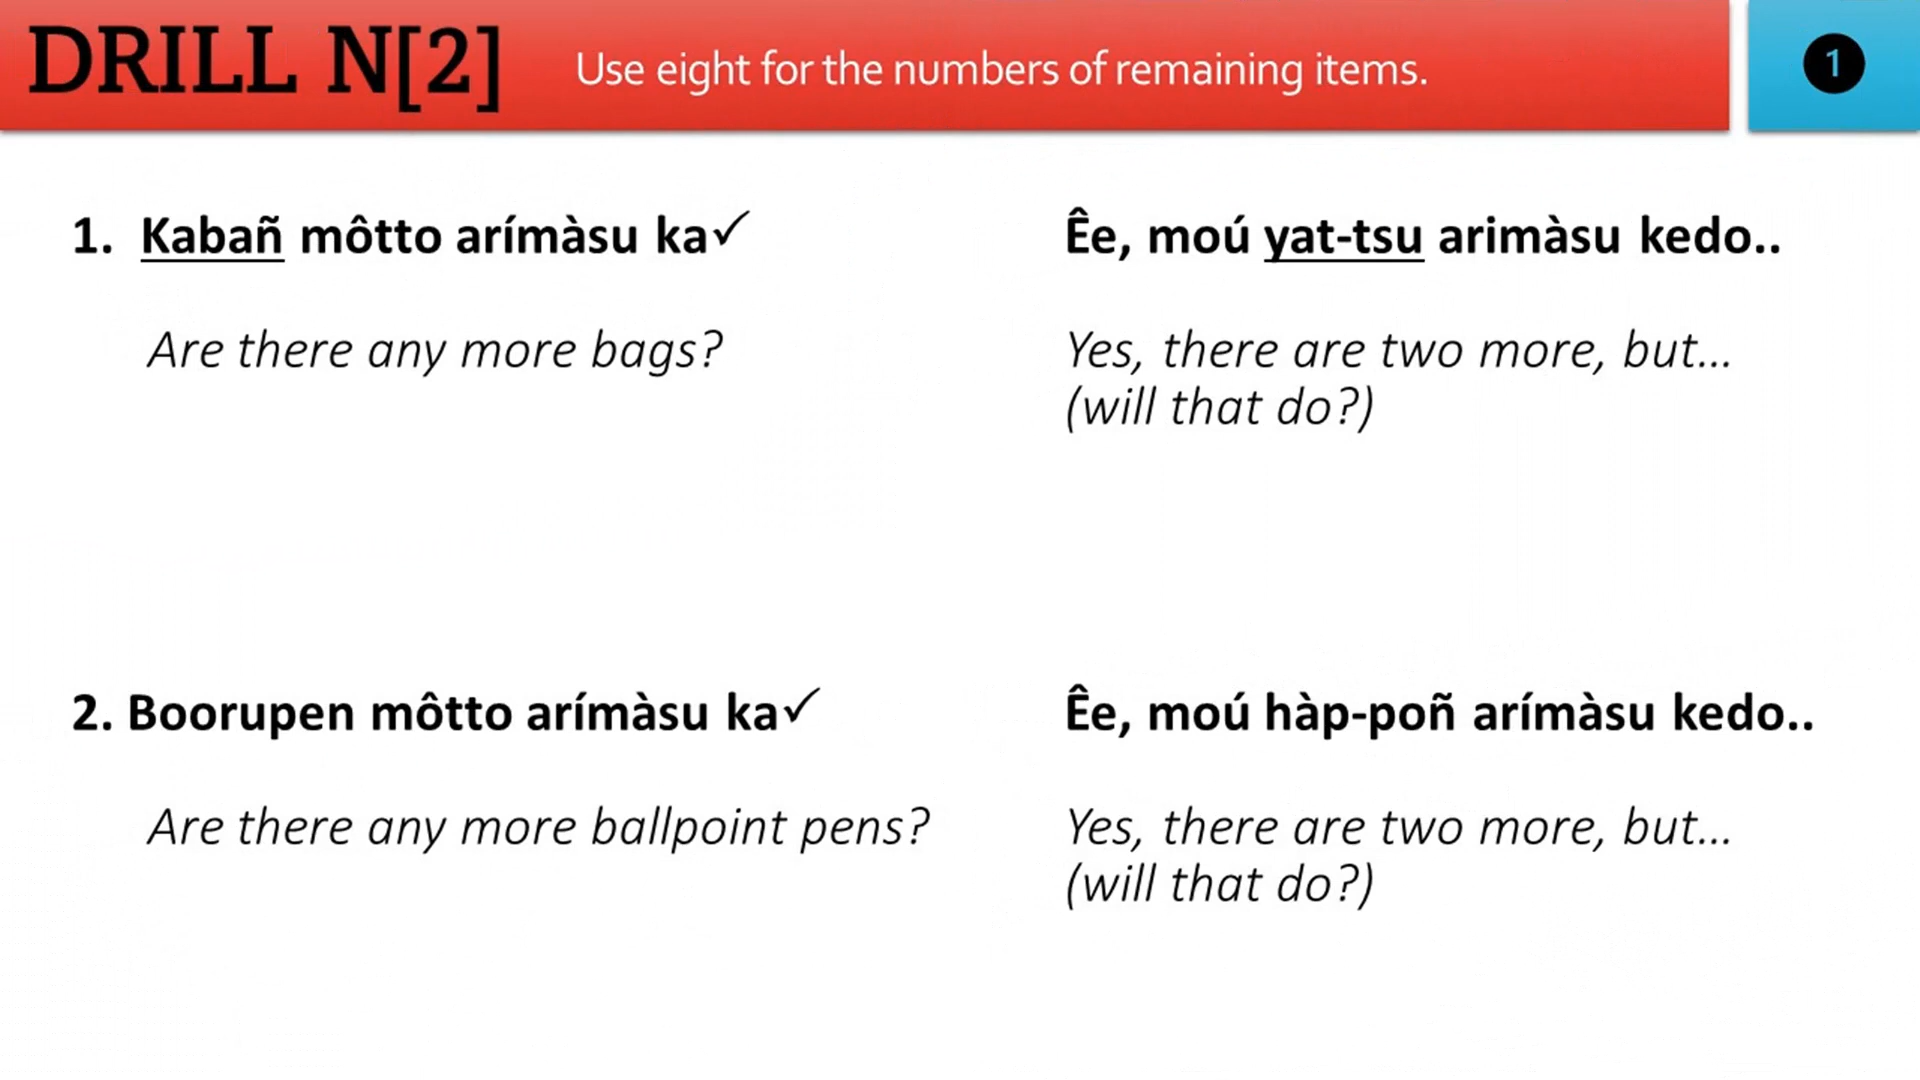 DRILL N[2]
Use eight for the numbers of remaining items.
1
1. Kabañ môtto arímàsu ka✓
Êe, moú yat-tsu arimàsu kedo..
Are there any more bags?
Yes, there are two more, but...
(will that do?)
2. Boorupen môtto arímàsu ka✓
Êe, moú hàp-poñ arímàsu kedo..
Are there any more ballpoint pens?
Yes, there are two more, but...
(will that do?)